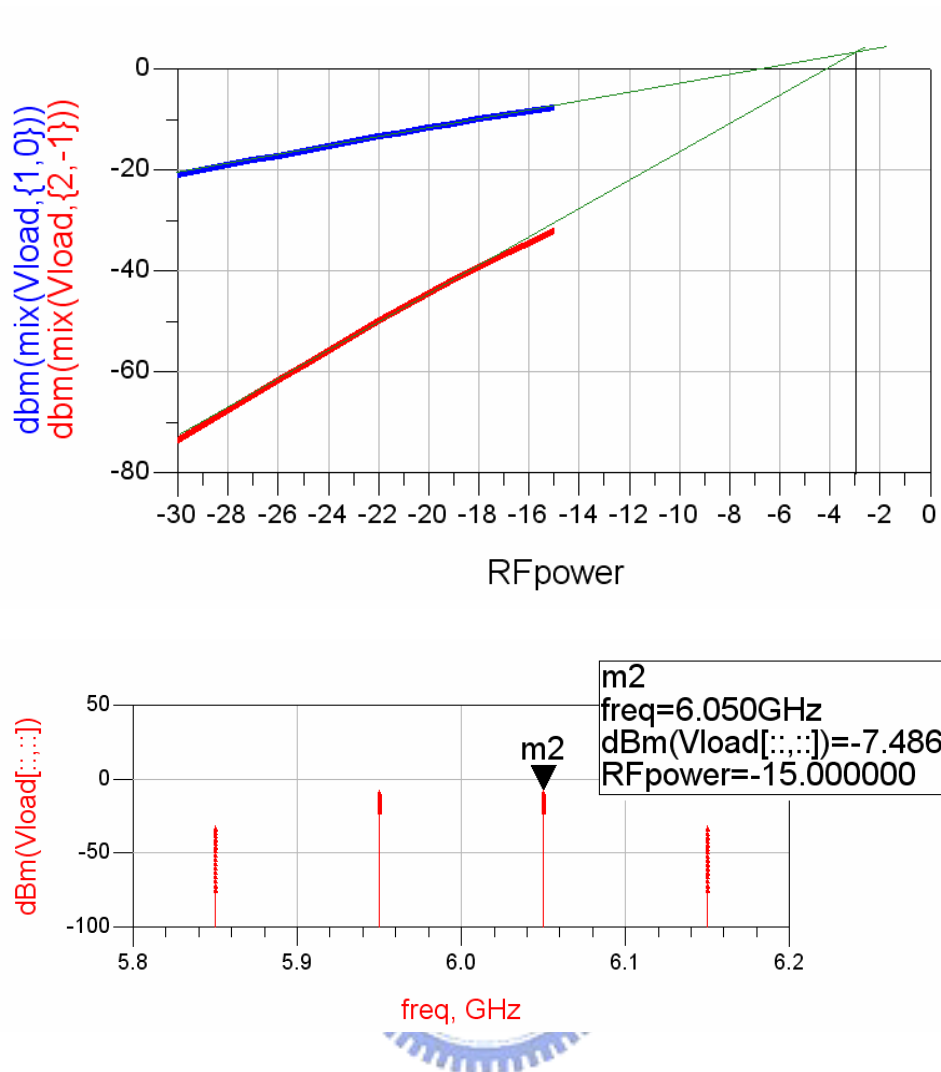 dbm(mix(Vload,{1,0}))
dbm(mix(Vload,{2,-1}))
0
-20
-40
-60
-80
-30 -28 -26 -24 -22 -20 -18 -16 -14 -12 -10 -8 -6 -4 -2 0
RFpower
m2
freq=6.050GHz
dBm(Vload[::,::])=-7.486
RFpower=-15.000000
dBm(Vload[::,::])
50
0
-50
-100
m2
5.8 5.9 6.0 6.1 6.2
freq, GHz